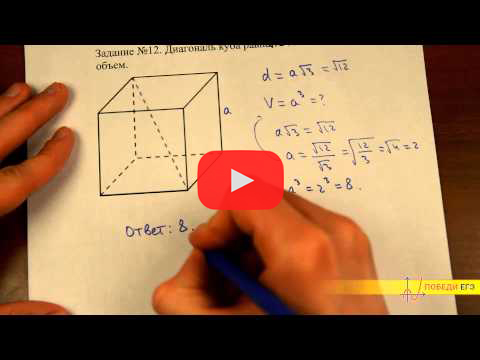 Задание №12. Диагональ куба
объем.
d = a√3 = √12
V = a³ = ?
a
a√3 = √12
a = √12/√3 = √(12/3) = √4 = 2
a³ = 2³ = 8.
Ответ: 8.
ПОБЕДИ ЕГЭ